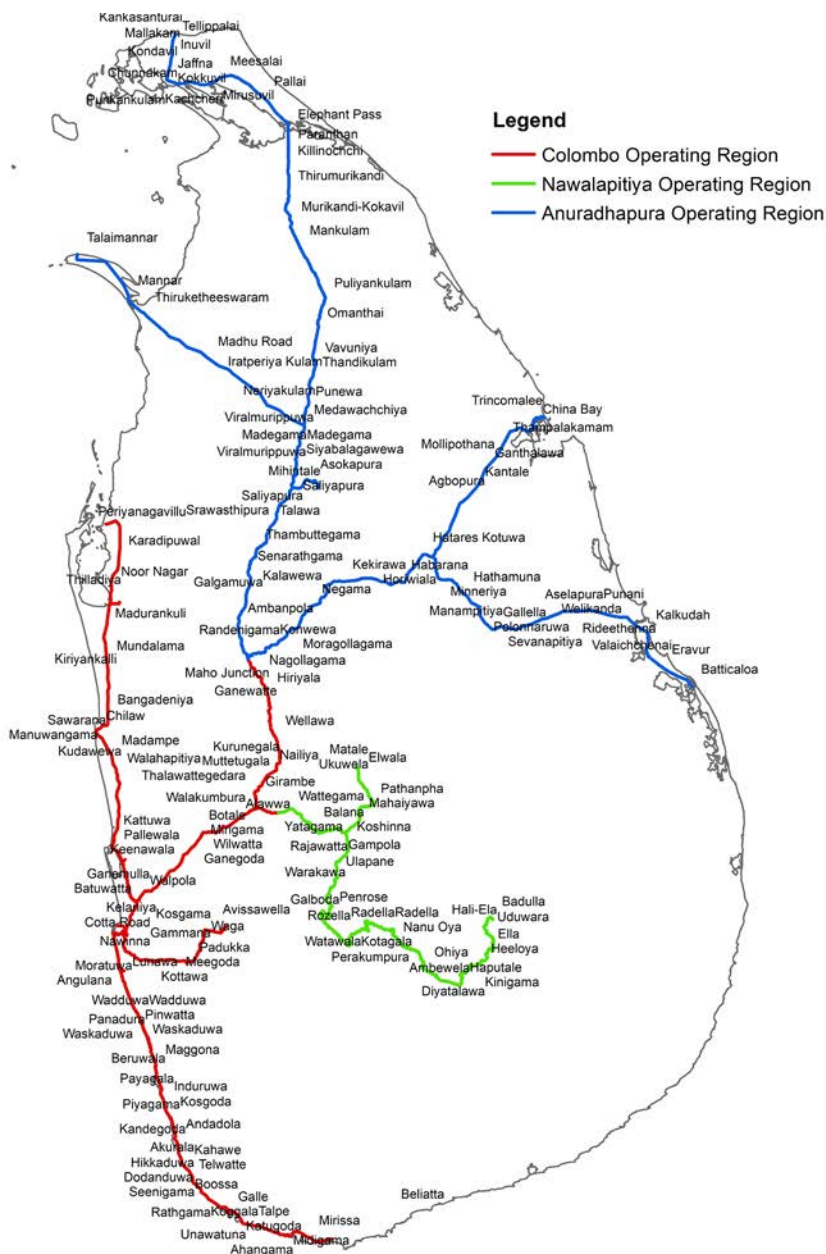 Kankasanturai
Tellippalai
Mallakam
Inuvil
Kondavil
Jaffna
Meesalai
Chunnakam
Kokkuvil
Pallai
Punkankulam
Kachcheri
Mirusuvil
Elephant Pass
Paranthan
Killinochchi
Thirumurikandi
Murikandi-Kokavil
Mankulam
Legend
Colombo Operating Region
Nawalapitiya Operating Region
Anuradhapura Operating Region
Talaimannar
Mannar
Thiruketheeswaram
Puliyankulam
Omanthai
Madhu Road
Vavuniya
Iratperiya Kulam
Thandikulam
Neriyakulam
Punewa
Medawachchiya
Viralmurippuwa
Madegama
Madegama
Viralmurippuwa
Siyabalagawewa
Asokapura
Mihintale
Saliyapura
Saliyapura
Trincomalee
China Bay
Thampalakamam
Mollipothana
Ganthalawa
Kantale
Agbopura
Periyanagavillu
Srawasthipura
Talawa
Karadipuwal
Thambuttegama
Hatares Kotuwa
Senarathgama
Noor Nagar
Thilladiya
Galgamuwa
Kalawewa
Kekirawa
Habarana
Horiwiala
Negama
Hathamuna
Minneriya
Aselapura
Punani
Madurankuli
Ambanpola
Manampitiya
Gallella
Welikanda
Kalkudah
Randenigama
Konwewa
Polonnaruwa
Rideethenna
Mundalama
Moragollagama
Sevanapitiya
Valaichchenai
Eravur
Kiriyankalli
Nagollagama
Maho Junction
Hiriyala
Batticaloa
Ganewatte
Bangadeniya
Sawarana
Chilaw
Wellawa
Manuwangama
Madampe
Kudawewa
Kurunegala
Matale
Walahapitiya
Muttetugala
Nailiya
Elwala
Ukuwela
Thalawattegedara
Girambe
Pathanpha
Walakumbura
Alawwa
Wattegama
Mahaiyawa
Kattuwa
Botale
Balana
Pallewala
Mirigama
Yatagama
Koshinna
Keenawala
Wilwatta
Rajawatta
Gampola
Ganegoda
Ulapane
Ganemulla
Walpola
Warakawa
Batuwatta
Kelaniya
Kosgama
Avissawella
Galboda
Penrose
Badulla
Cotta Road
Gammana
Waga
Rozella
Radella
Radella
Hali-Ela
Uduwara
Nawinna
Padukka
Nanu Oya
Ella
Moratuwa
Lunawa
Meegoda
Watawala
Kotagala
Ohiya
Heeloya
Angulana
Kottawa
Perakumpura
Ambewela
Haputale
Kinigama
Diyatalawa
Wadduwa
Wadduwa
Panadura
Pinwatta
Waskaduwa
Waskaduwa
Maggona
Beruwala
Payagala
Induruwa
Piyagama
Kosgoda
Kandegoda
Andadola
Akurala
Kahawe
Hikkaduwa
Telwatte
Dodanduwa
Boossa
Seenigama
Galle
Beliatta
Rathgama
Koggala
Talpe
Mirissa
Unawatuna
Katugoda
Midigama
Ahangama